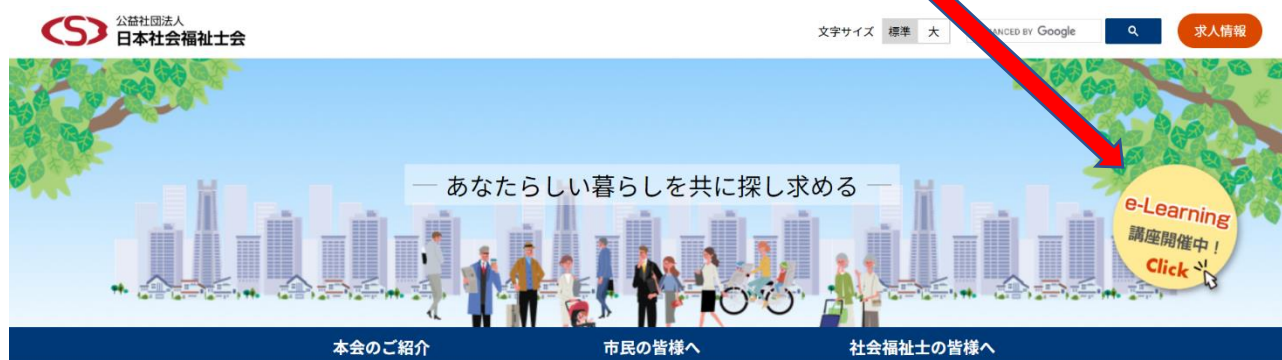 公益社団法人
日本社会福祉士会
文字サイズ 標準 大 BY Google 求人情報
― あなたらしい暮らしを共に探し求める ―
e-Learning
講座開催中！
Click
本会のご紹介 市民の皆様へ 社会福祉士の皆様へ